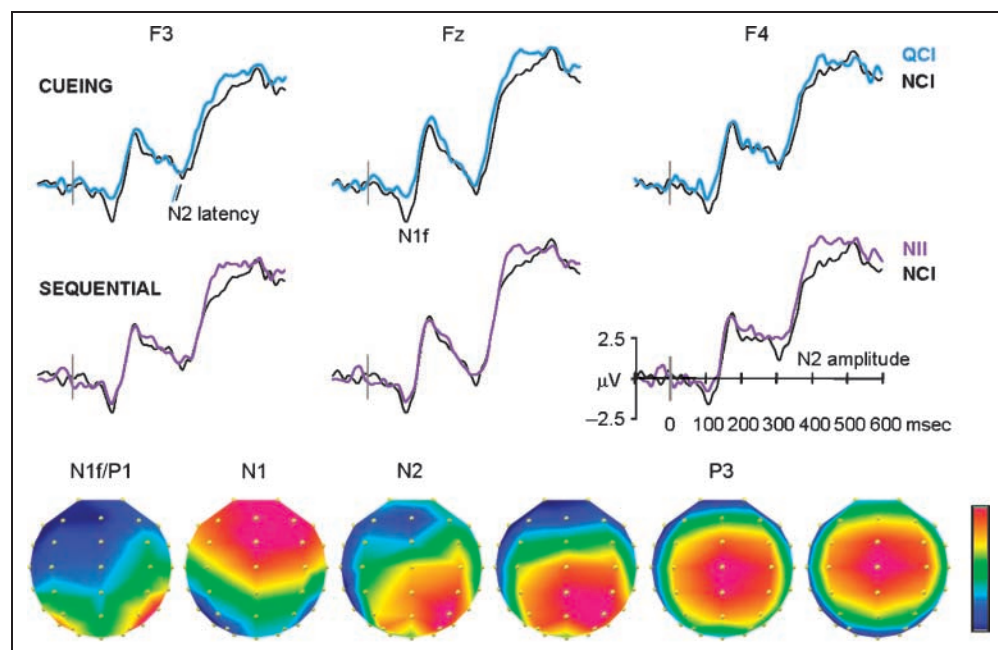 F3 Fz F4
CUEING
QCI
NCI
N2 latency
N1f
SEQUENTIAL
NII
NCI
2.5
µV
−2.5
N2 amplitude
0 100 200 300 400 500 600 msec
N1f/P1 N1 N2 P3